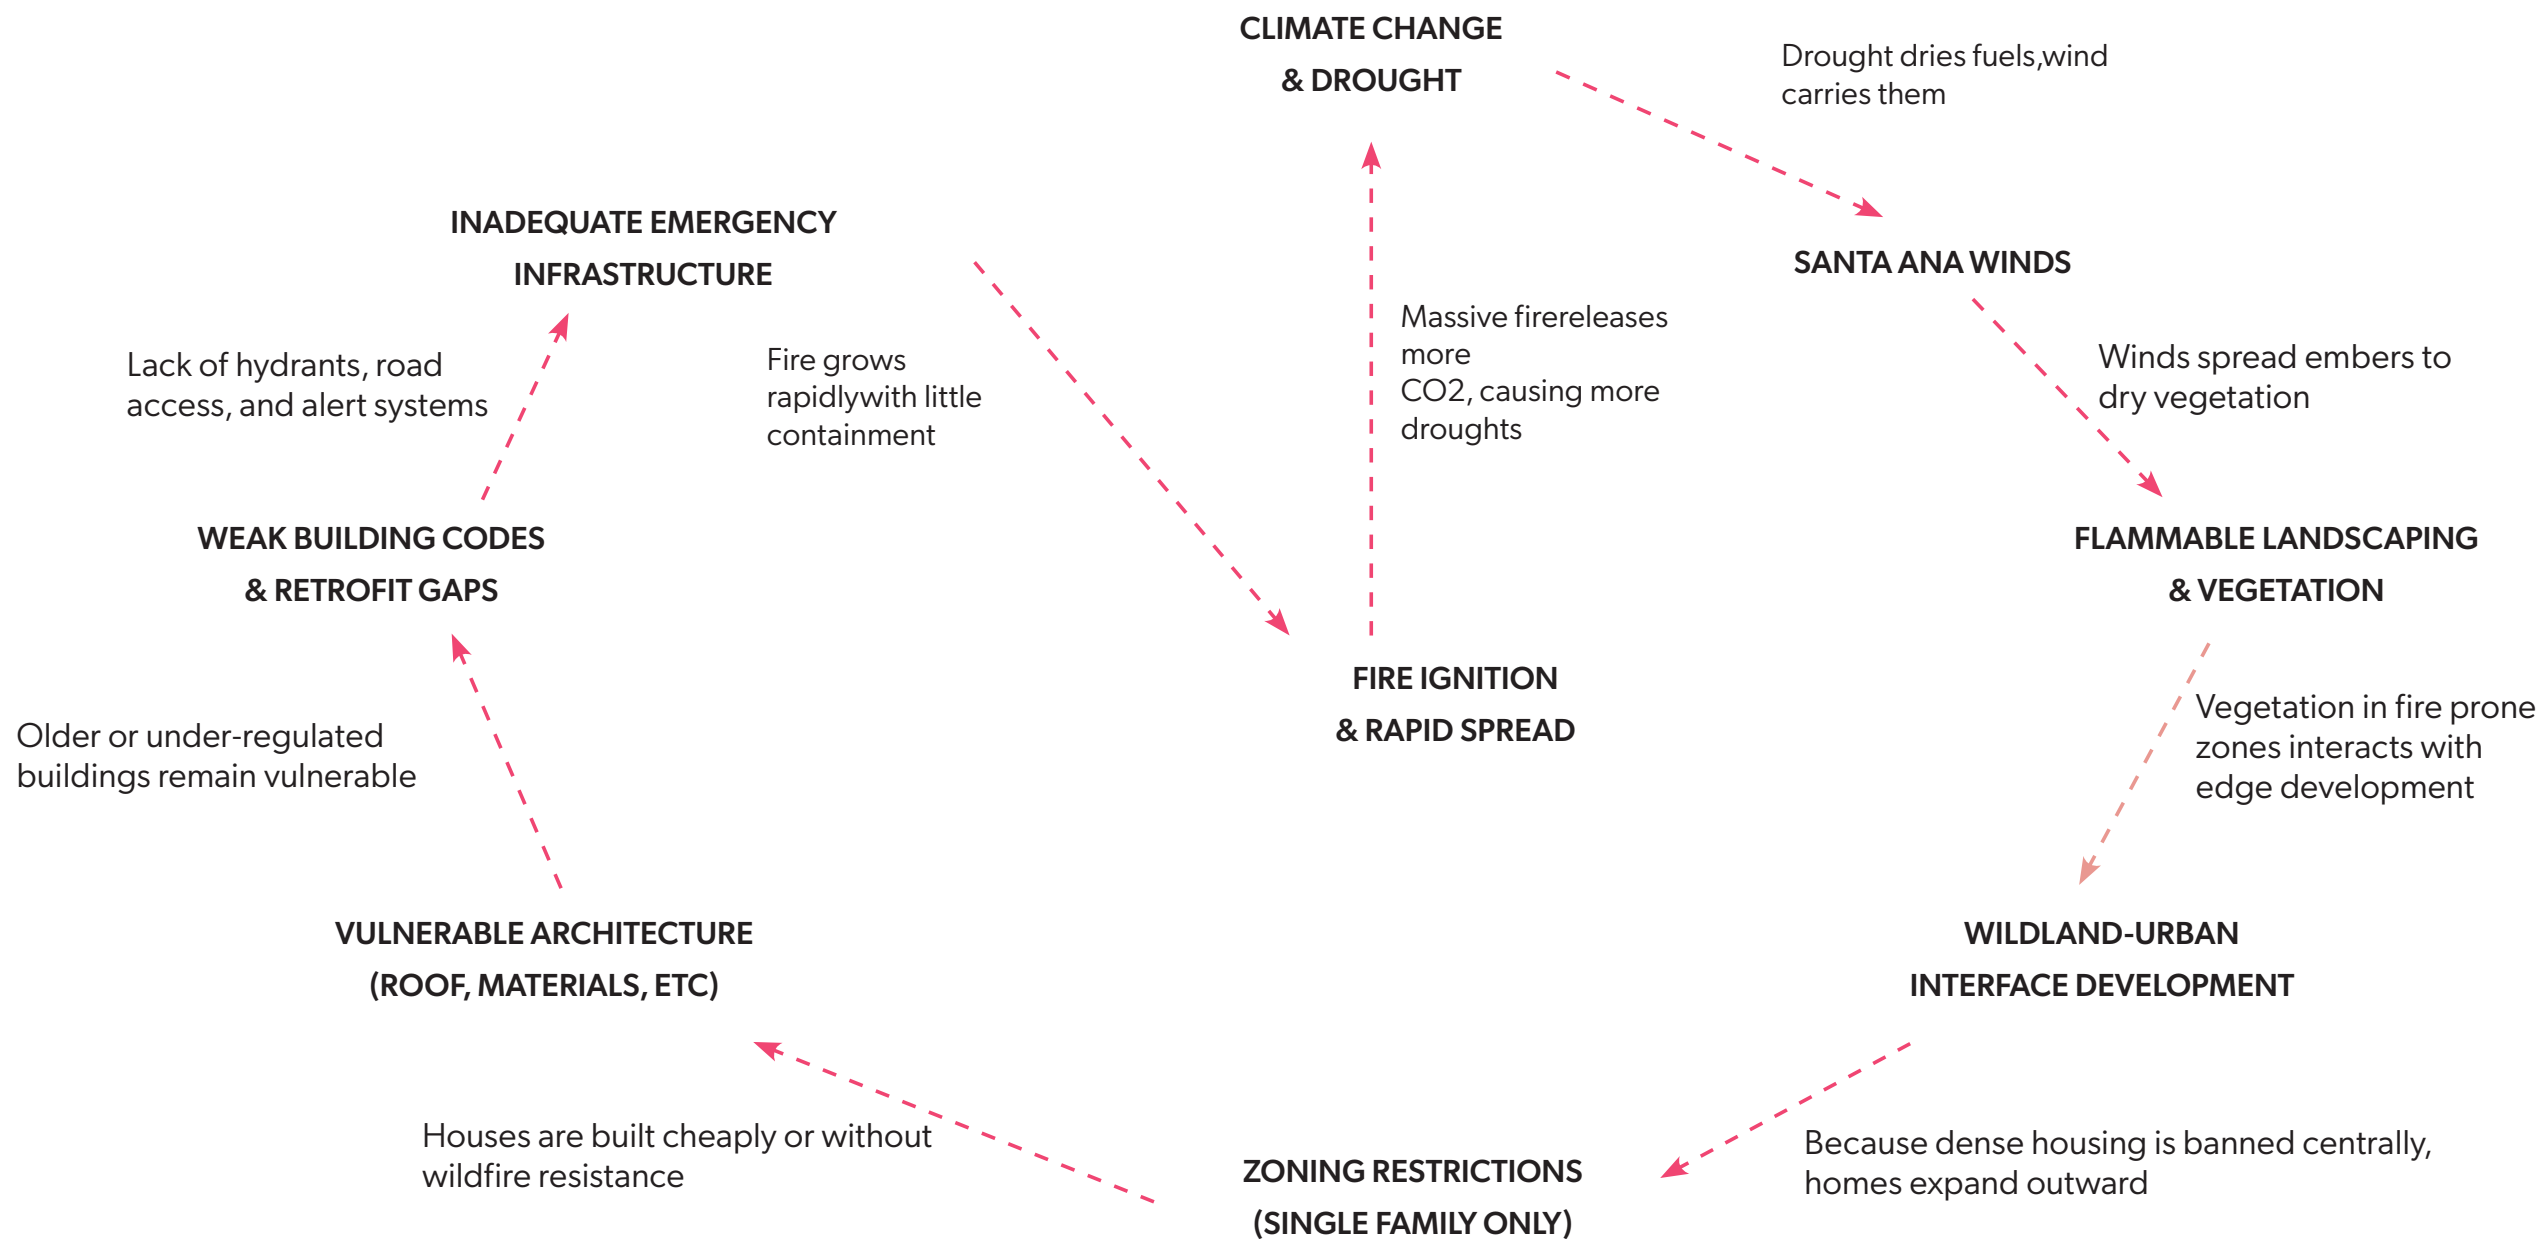 CLIMATE CHANGE
& DROUGHT
Drought dries fuels,wind
carries them
SANTA ANA WINDS
Winds spread embers to
dry vegetation
FLAMMABLE LANDSCAPING
& VEGETATION
Vegetation in fire prone
zones interacts with
edge development
WILDLAND-URBAN
INTERFACE DEVELOPMENT
Because dense housing is banned centrally,
homes expand outward
ZONING RESTRICTIONS
(SINGLE FAMILY ONLY)
Houses are built cheaply or without
wildfire resistance
VULNERABLE ARCHITECTURE
(ROOF, MATERIALS, ETC)
Older or under-regulated
buildings remain vulnerable
WEAK BUILDING CODES
& RETROFIT GAPS
Lack of hydrants, road
access, and alert systems
INADEQUATE EMERGENCY
INFRASTRUCTURE
Fire grows
rapidlywith little
containment
FIRE IGNITION
& RAPID SPREAD
Massive firereleases
more
CO2, causing more
droughts